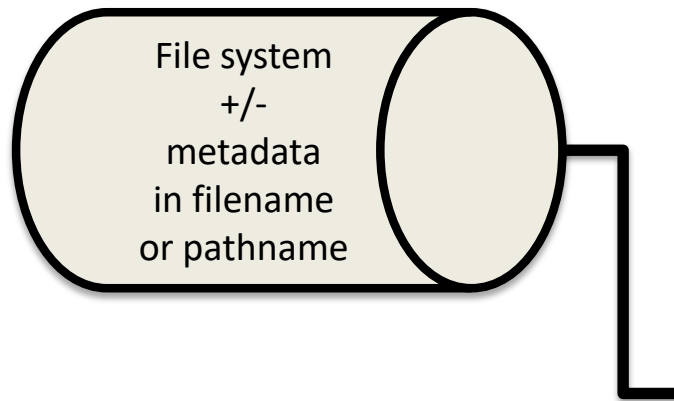 File system
+/-
metadata
in filename
or pathname